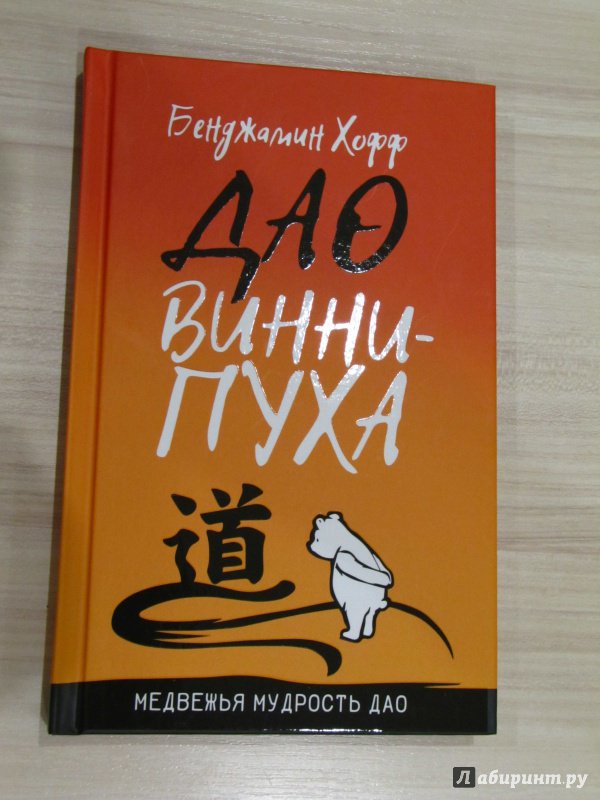 Бенджамин Хофф
ДАО
ВИННИ-
ПУХА
道
МЕДВЕЖЬЯ МУДРОСТЬ ДАО
Лабиринт.ру